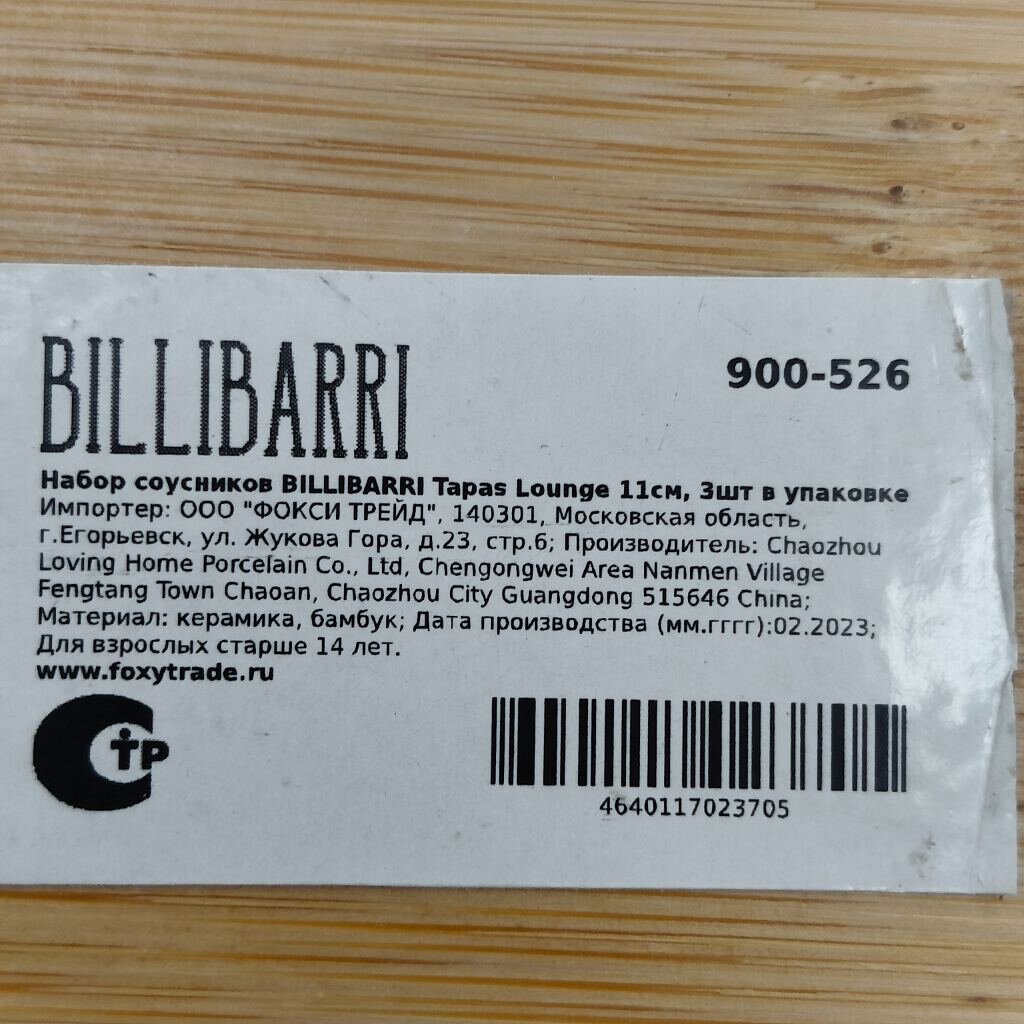 BILLIBARRI
900-526
Набор соусников BILLIBARRI Tapas Lounge 11см, 3шт в упаковке
Импортер: ООО "ФОКСИ ТРЕЙД", 140301, Московская область,
г.Егорьевск, ул. Жукова Гора, д.23, стр.6; Производитель: Chaozhou
Loving Home Porcelain Co., Ltd, Chengongwei Area Nanmen Village
Fengtang Town Chaoan, Chaozhou City Guangdong 515646 China;
Материал: керамика, бамбук; Дата производства (мм.гггг):02.2023;
Для взрослых старше 14 лет.
www.foxytrade.ru
СТР
4640117023705